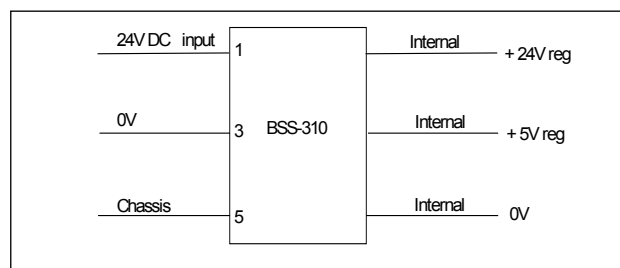 24V DC input
1
Internal
+ 24V reg
0V
3
BSS-310
Internal
+ 5V reg
Chassis
5
Internal
0V